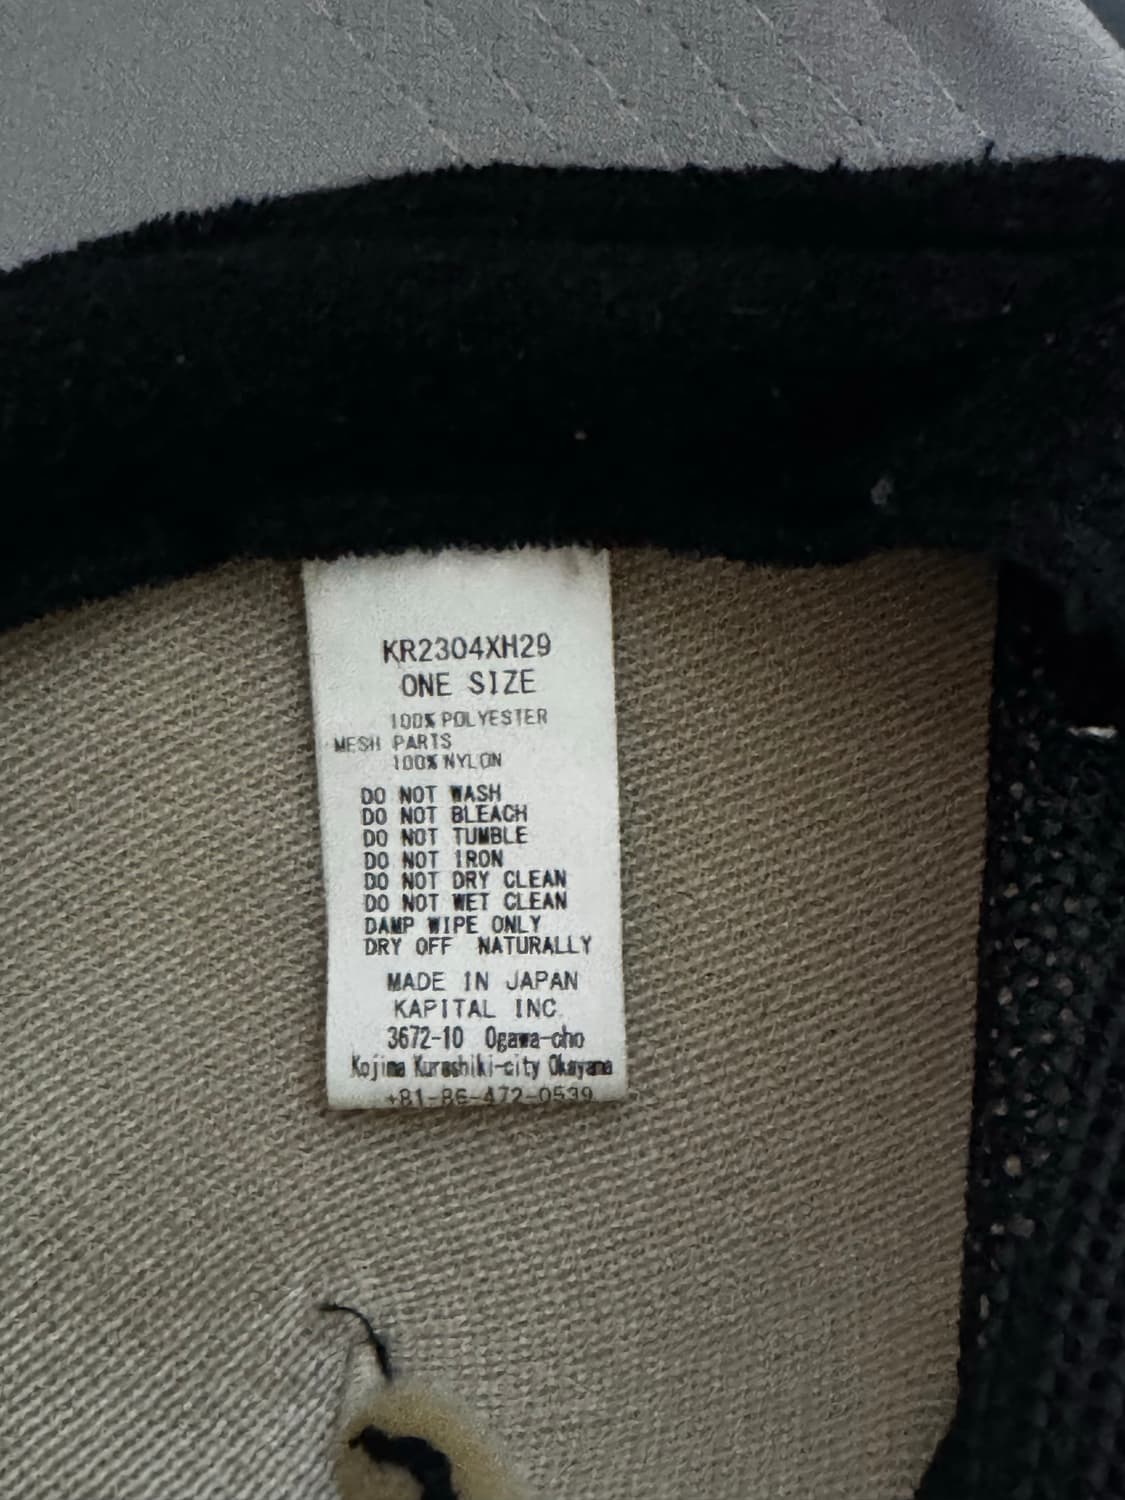 KR2304XH29
ONE SIZE
100% POLYESTER
MESH PARTS
100% NYLON
DO NOT WASH
DO NOT BLEACH
DO NOT TUMBLE
DO NOT IRON
DO NOT DRY CLEAN
DO NOT WET CLEAN
DAMP WIPE ONLY
DRY OFF NATURALLY
MADE IN JAPAN
KAPITAL INC.
3672-10 Ogawa-cho
Kojima Kurashiki-city Okayama
+81-86-472-0539